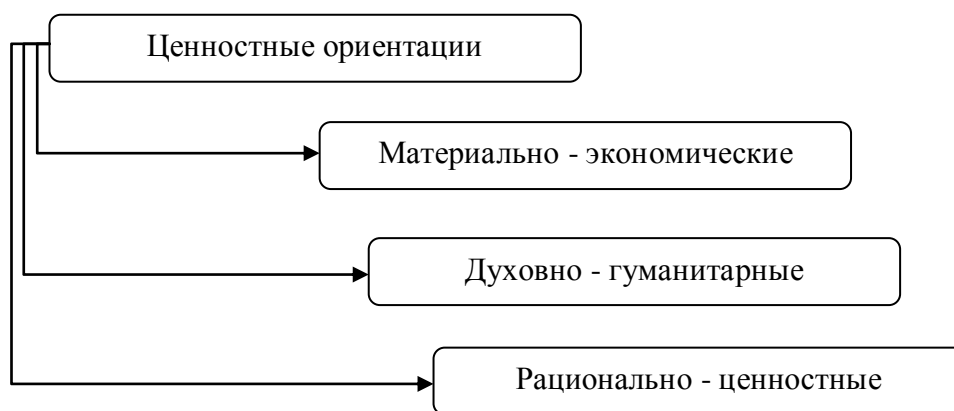 Ценностные ориентации
Материально - экономические
Духовно - гуманитарные
Рационально - ценностные